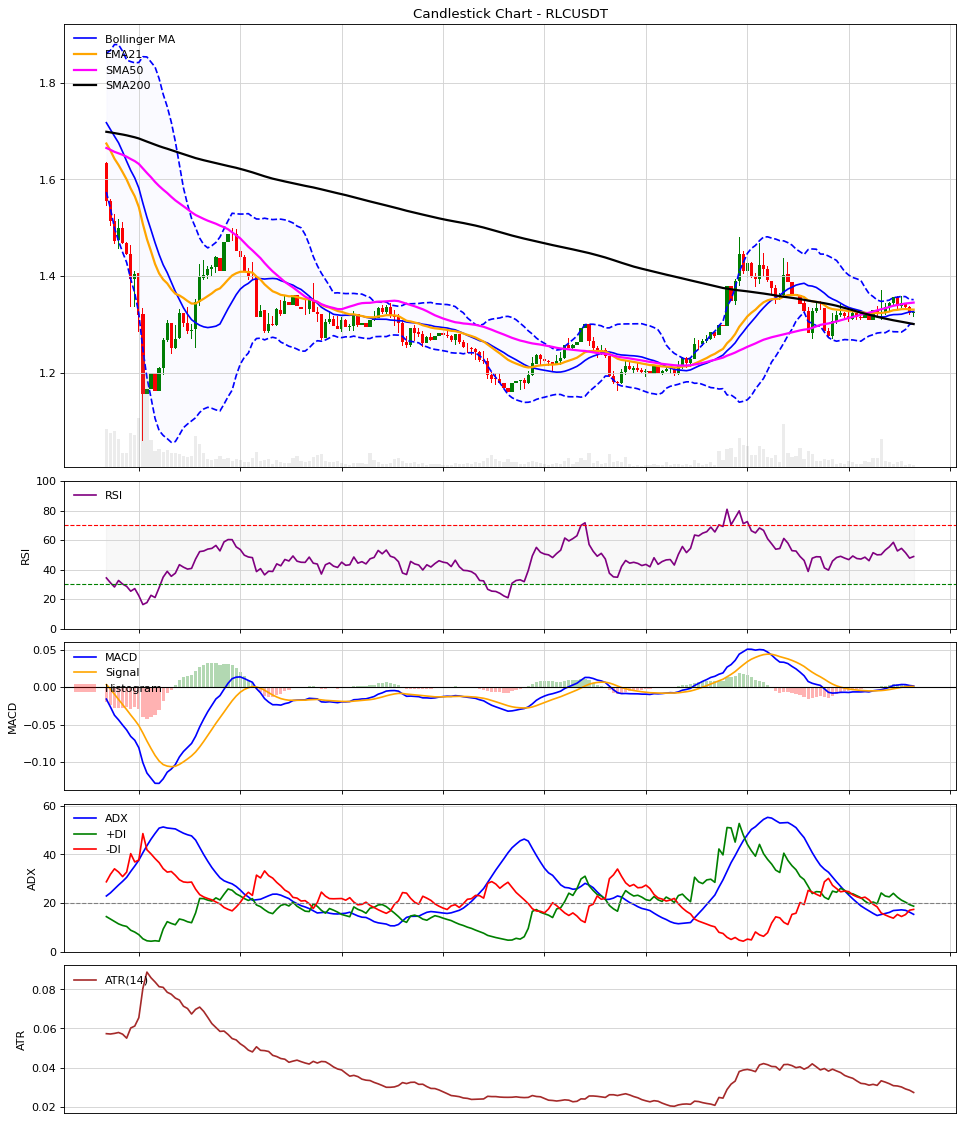 Candlestick Chart - RLCUSDT
Bollinger MA
EMA21
SMA50
SMA200
1.8
1.6
1.4
1.2
RSI
100
80
60
40
20
0
RSI
MACD
Signal
Histogram
0.05
0.00
−0.05
−0.10
MACD
ADX
+DI
-DI
60
40
20
0
ADX
ATR(14)
0.08
0.06
0.04
0.02
ATR